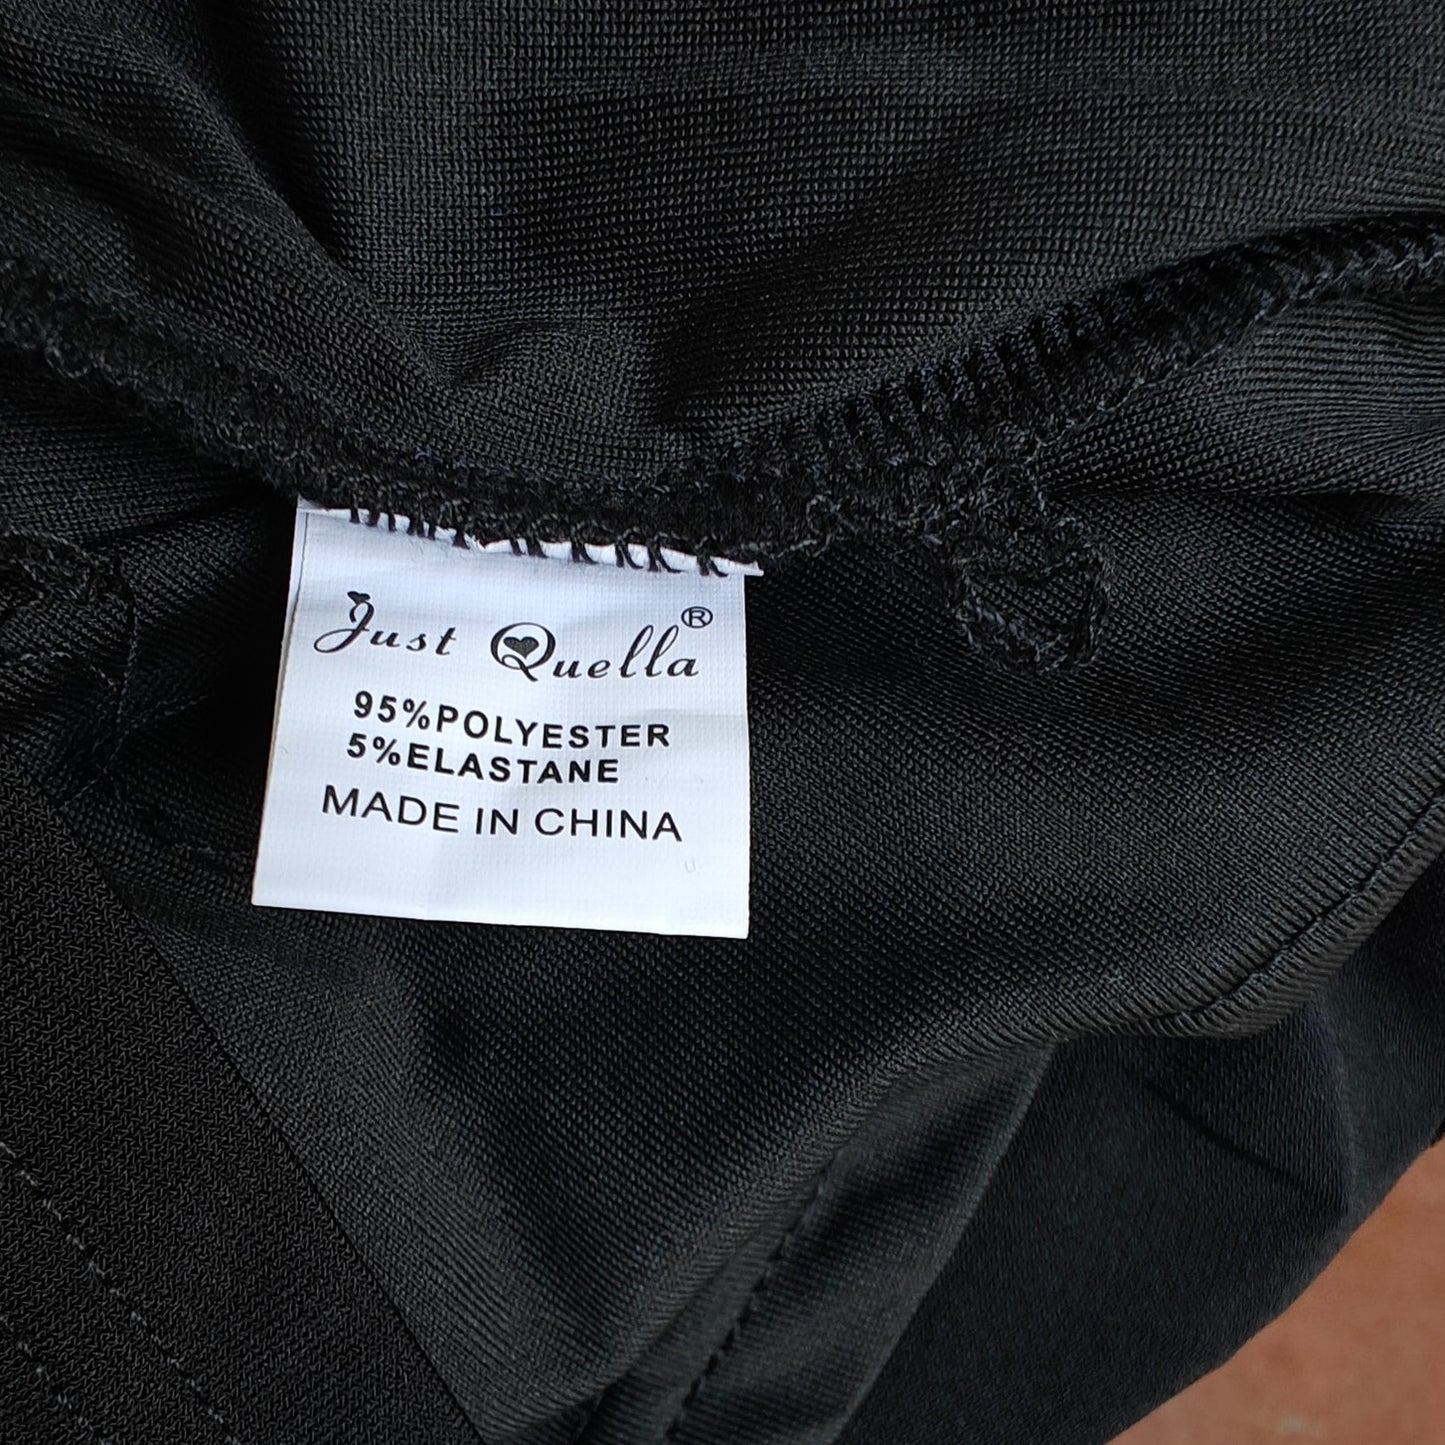 Just Quella®
95%POLYESTER
5%ELASTANE
MADE IN CHINA